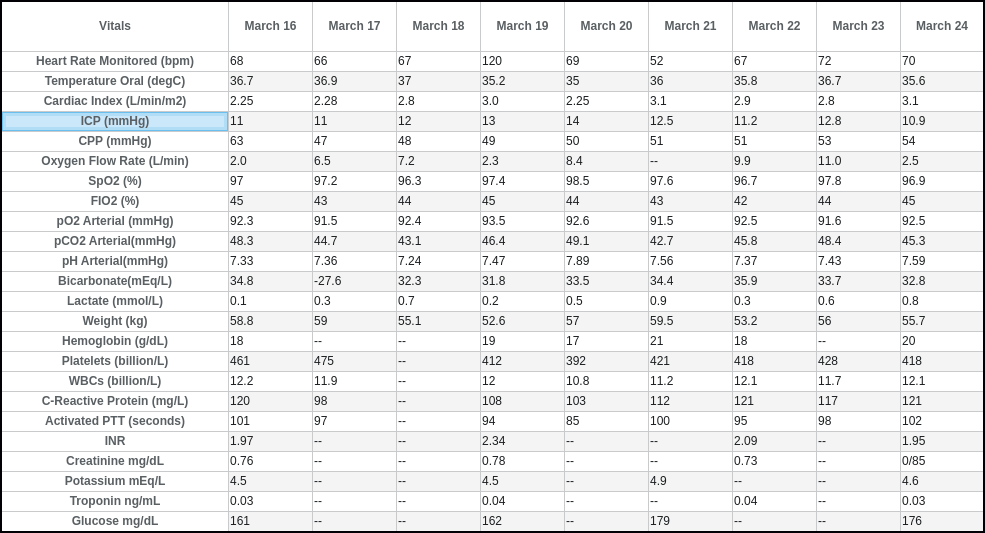 Vitals March 16 March 17 March 18 March 19 March 20 March 21 March 22 March 23 March 24
Heart Rate Monitored (bpm) 68 66 67 120 69 52 67 72 70
Temperature Oral (degC) 36.7 36.9 37 35.2 35 36 35.8 36.7 35.6
Cardiac Index (L/min/m2) 2.25 2.28 2.8 3.0 2.25 3.1 2.9 2.8 3.1
ICP (mmHg) 11 11 12 13 14 12.5 11.2 12.8 10.9
CPP (mmHg) 63 47 48 49 50 51 51 53 54
Oxygen Flow Rate (L/min) 2.0 6.5 7.2 2.3 8.4 -- 9.9 11.0 2.5
SpO2 (%) 97 97.2 96.3 97.4 98.5 97.6 96.7 97.8 96.9
FIO2 (%) 45 43 44 45 44 43 42 44 45
pO2 Arterial (mmHg) 92.3 91.5 92.4 93.5 92.6 91.5 92.5 91.6 92.5
pCO2 Arterial(mmHg) 48.3 44.7 43.1 46.4 49.1 42.7 45.8 48.4 45.3
pH Arterial(mmHg) 7.33 7.36 7.24 7.47 7.89 7.56 7.37 7.43 7.59
Bicarbonate(mEq/L) 34.8 -27.6 32.3 31.8 33.5 34.4 35.9 33.7 32.8
Lactate (mmol/L) 0.1 0.3 0.7 0.2 0.5 0.9 0.3 0.6 0.8
Weight (kg) 58.8 59 55.1 52.6 57 59.5 53.2 56 55.7
Hemoglobin (g/dL) 18 -- -- 19 17 21 18 -- 20
Platelets (billion/L) 461 475 -- 412 392 421 418 428 418
WBCs (billion/L) 12.2 11.9 -- 12 10.8 11.2 12.1 11.7 12.1
C-Reactive Protein (mg/L) 120 98 -- 108 103 112 121 117 121
Activated PTT (seconds) 101 97 -- 94 85 100 95 98 102
INR 1.97 -- -- 2.34 -- -- 2.09 -- 1.95
Creatinine mg/dL 0.76 -- -- 0.78 -- -- 0.73 -- 0/85
Potassium mEq/L 4.5 -- -- 4.5 -- 4.9 -- -- 4.6
Troponin ng/mL 0.03 -- -- 0.04 -- -- 0.04 -- 0.03
Glucose mg/dL 161 -- -- 162 -- 179 -- -- 176